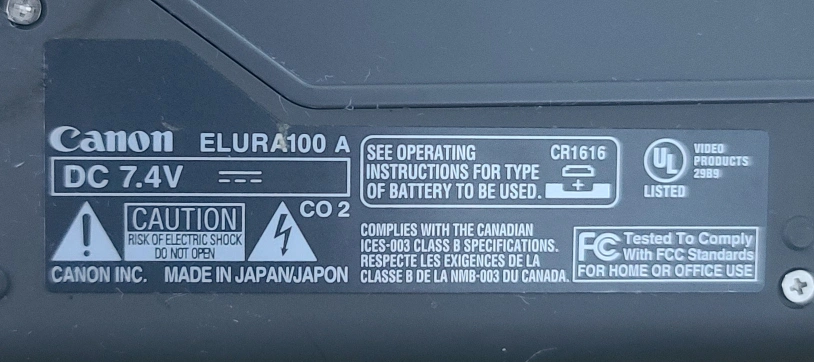 Canon ELURA100 A
DC 7.4V
CAUTION
RISK OF ELECTRIC SHOCK
DO NOT OPEN
CO 2
CANON INC. MADE IN JAPAN/JAPON
SEE OPERATING
INSTRUCTIONS FOR TYPE
OF BATTERY TO BE USED.
CR1616
COMPLIES WITH THE CANADIAN
ICES-003 CLASS B SPECIFICATIONS.
RESPECTE LES EXIGENCES DE LA
CLASSE B DE LA NMB-003 DU CANADA.
UL
LISTED
VIDEO
PRODUCTS
29B9
FC Tested To Comply
With FCC Standards
FOR HOME OR OFFICE USE